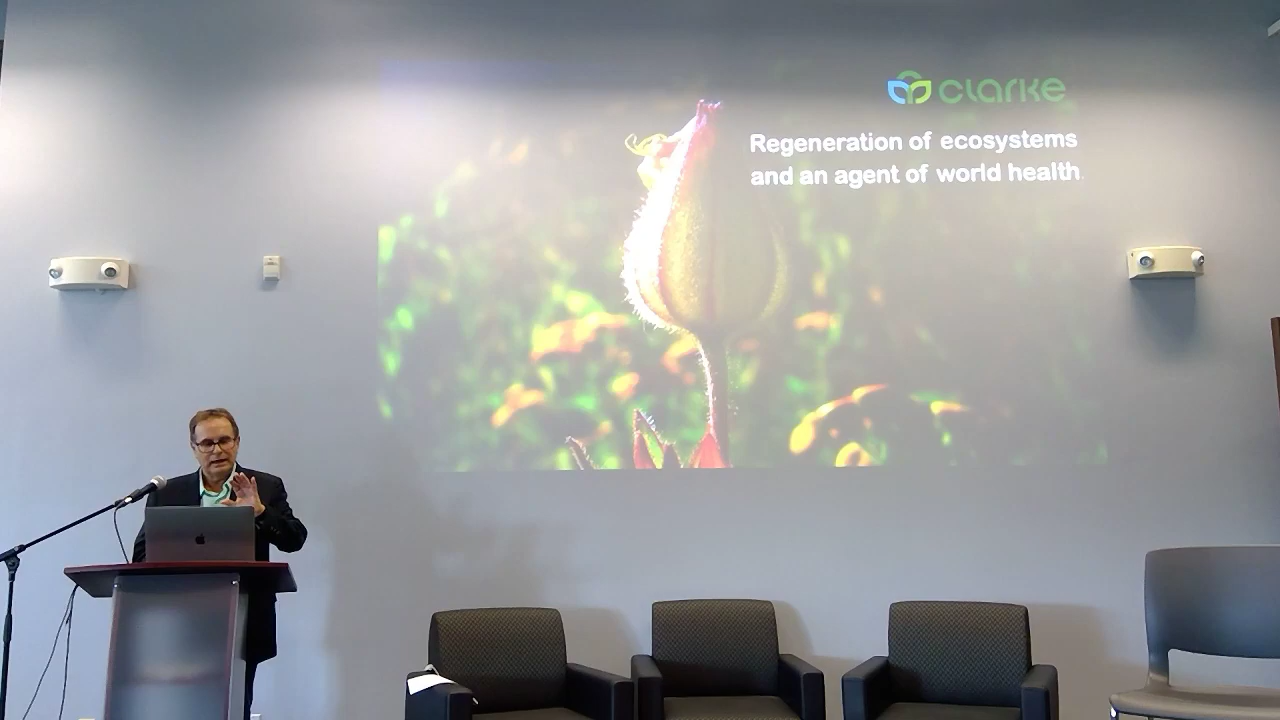 clarke
Regeneration of ecosystems
and an agent of world health.